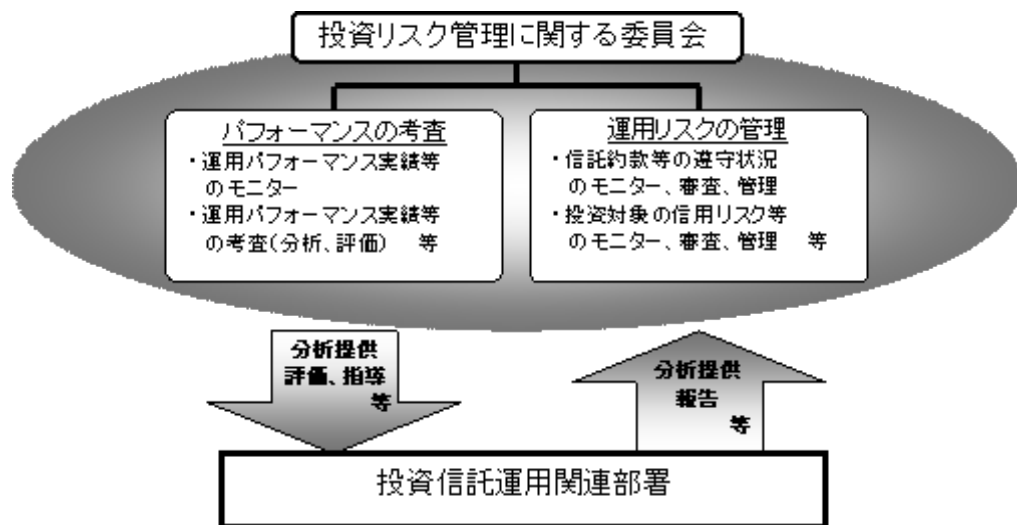 投資リスク管理に関する委員会
パフォーマンスの考査
・運用パフォーマンス実績等
のモニター
・運用パフォーマンス実績等
の考査(分析、評価) 等
運用リスクの管理
・信託約款等の遵守状況
のモニター、審査、管理
・投資対象の信用リスク等
のモニター、審査、管理 等
分析提供
評価、指導
等
分析提供
報告
等
投資信託運用関連部署